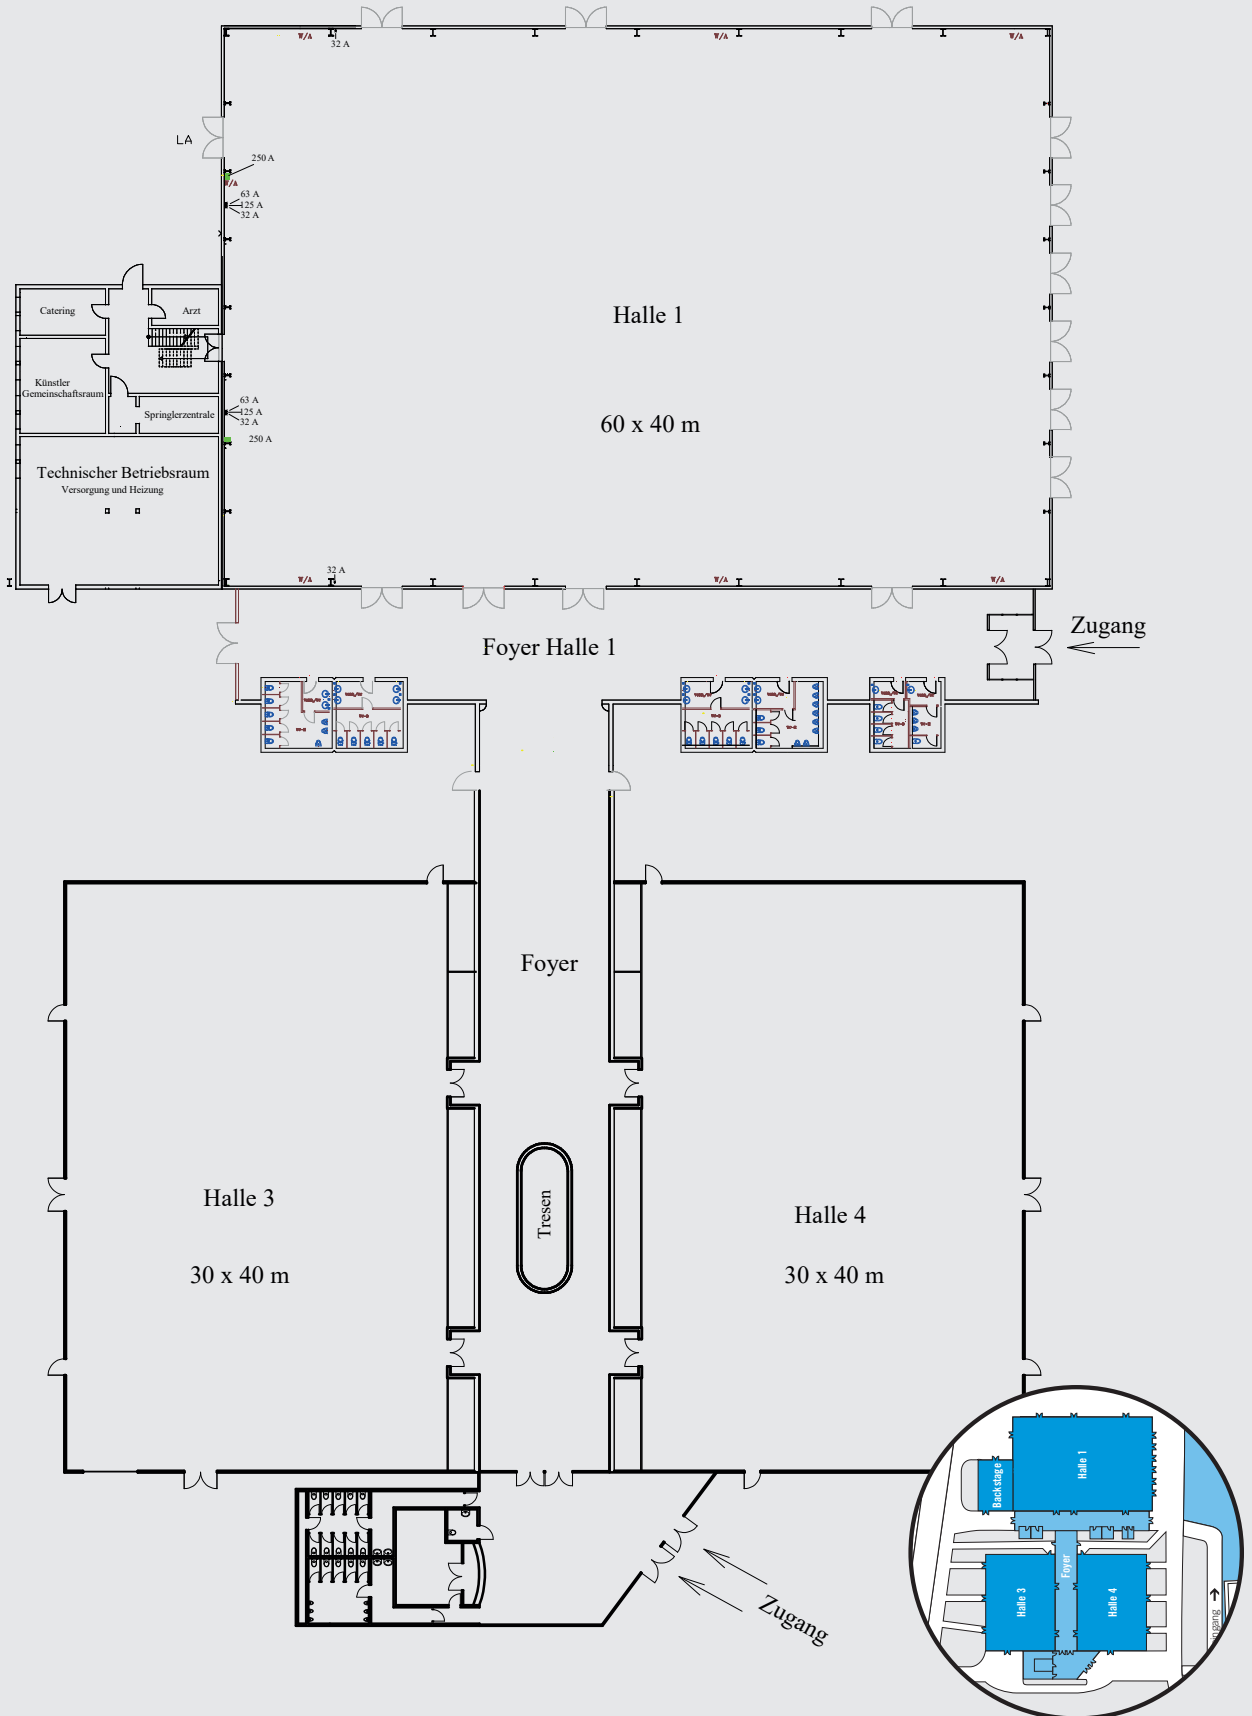 W/A
32 A
W/A
W/A
LA
250 A
W/A
63 A
125 A
32 A
Catering
Arzt
Halle 1
Künstler
Gemeinschaftsraum
Springlerzentrale
63 A
125 A
32 A
250 A
60 x 40 m
Technischer Betriebsraum
Versorgung und Heizung
W/A
32 A
W/A
W/A
Foyer Halle 1
Zugang
Foyer
Halle 3
30 x 40 m
Tresen
Halle 4
30 x 40 m
Zugang
Halle 1
Backstage
Foyer
Halle 3
Halle 4
ingang